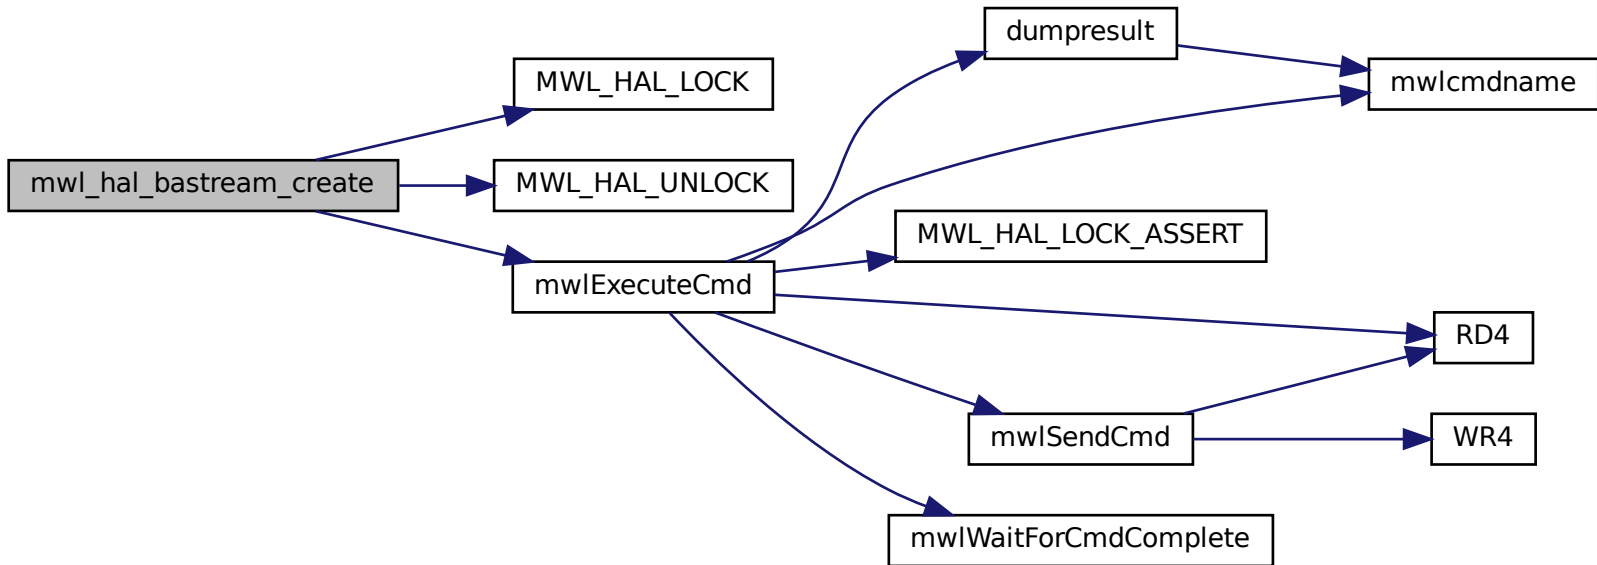 dumpresult
MWL_HAL_LOCK
mwlcmdname
mwl_hal_bastream_create
MWL_HAL_UNLOCK
MWL_HAL_LOCK_ASSERT
mwlExecuteCmd
RD4
mwlSendCmd
WR4
mwlWaitForCmdComplete